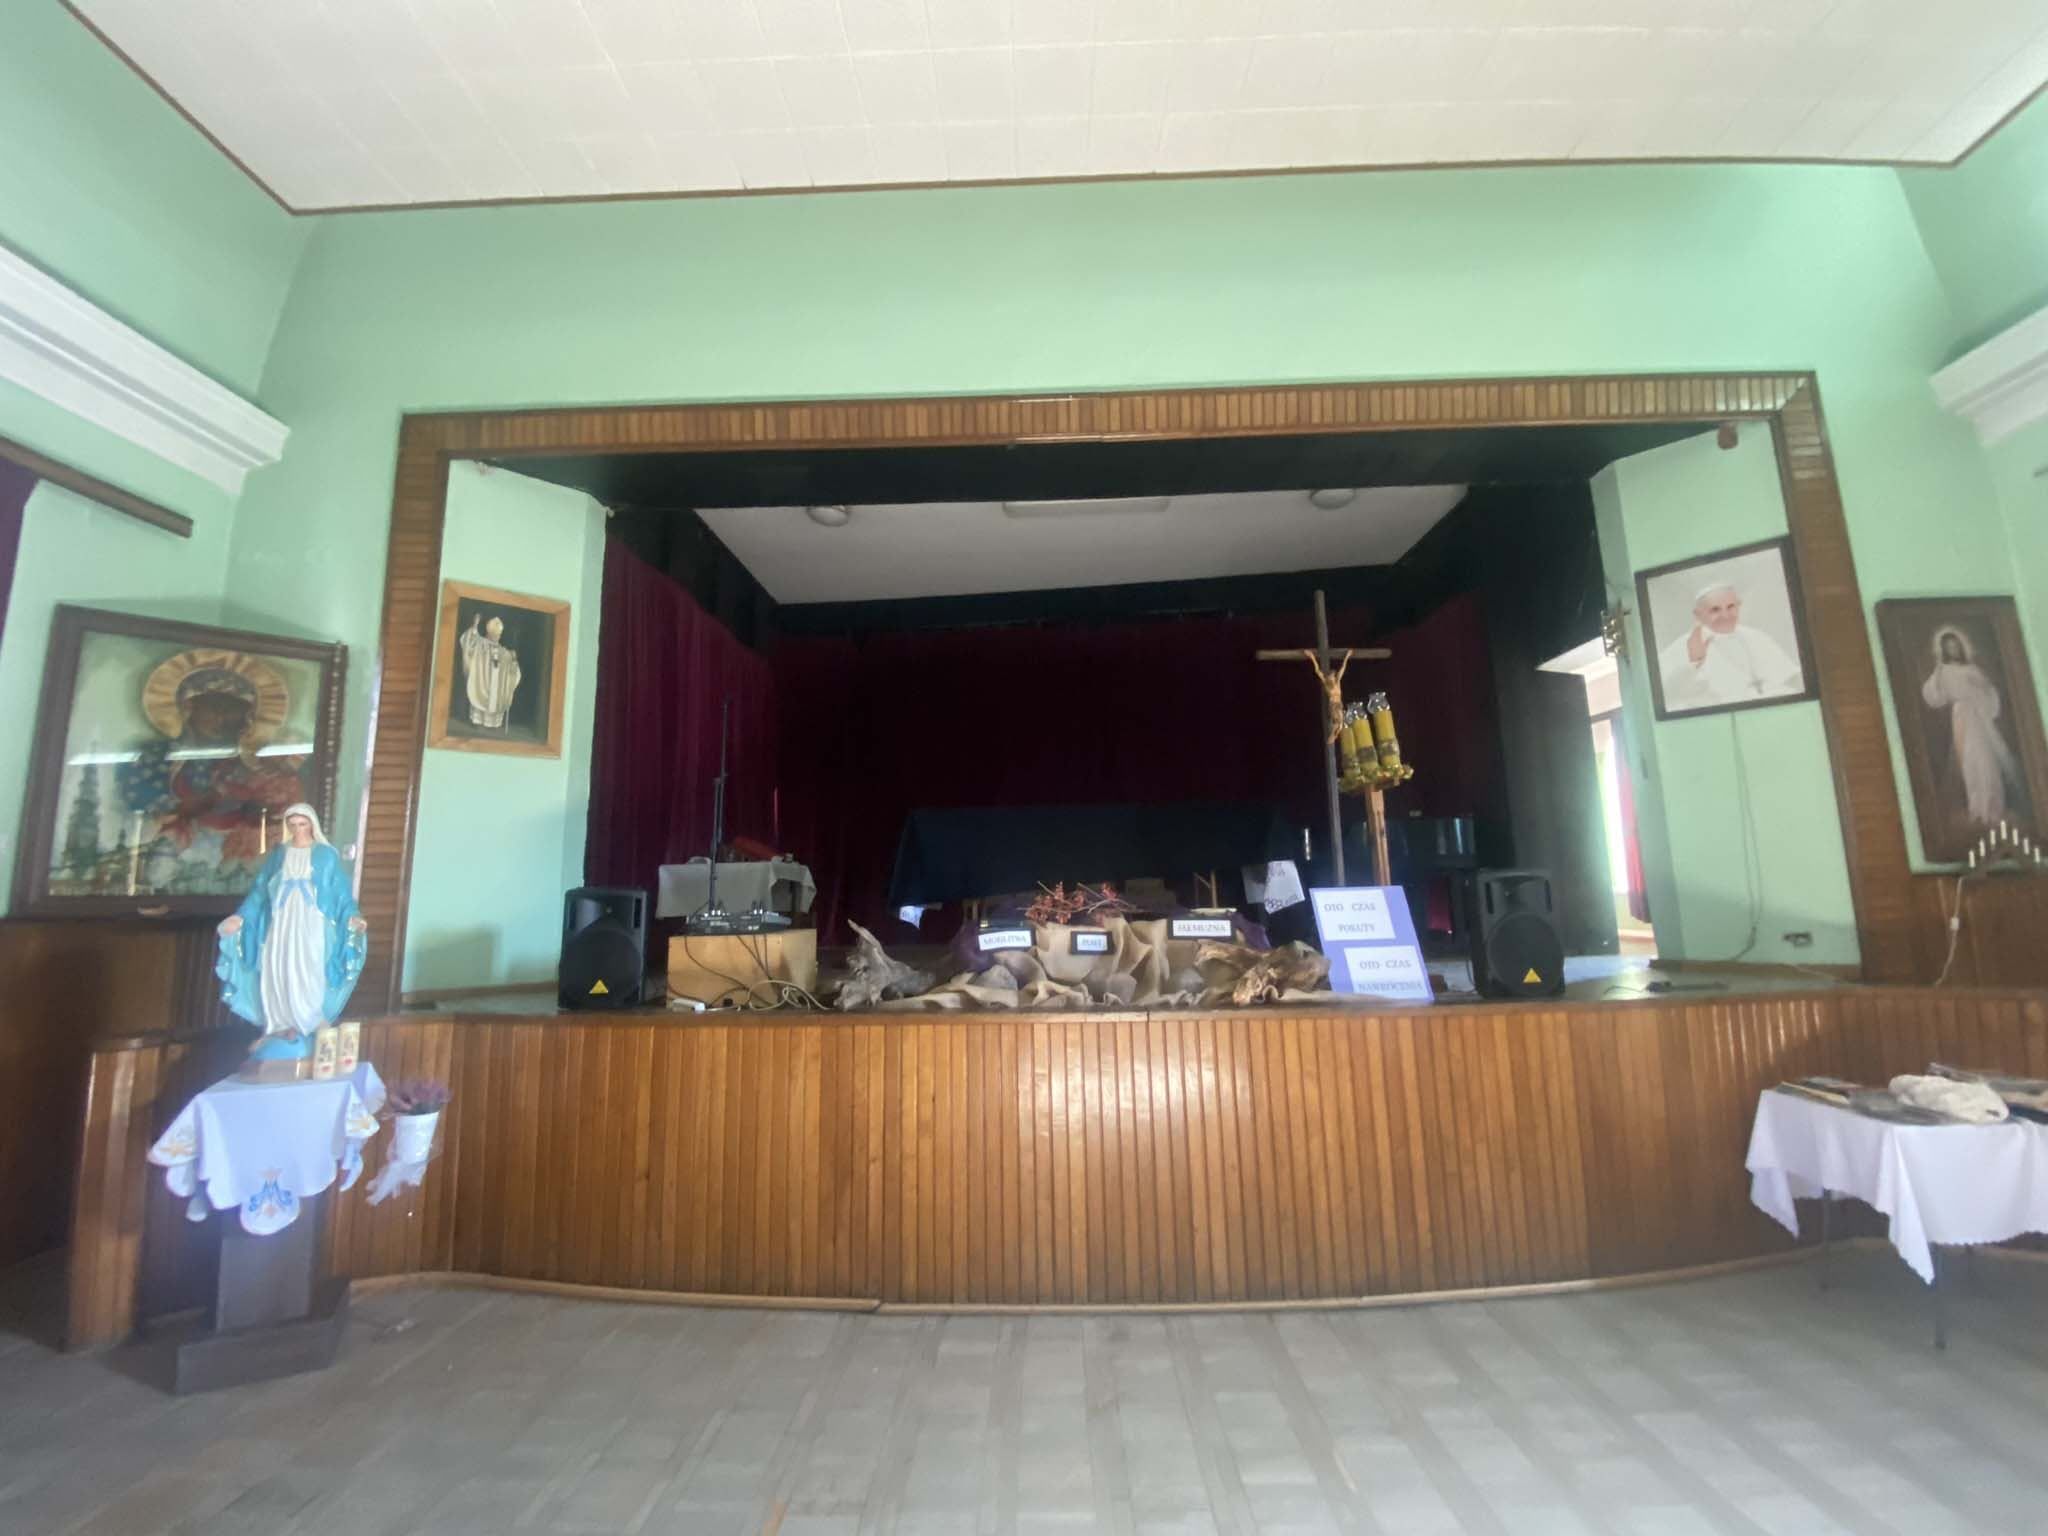 MODLITWA
POST
JAŁMUŻNA
OTO CZAS
POKUTY
OTO CZAS
NAWRÓCENIA